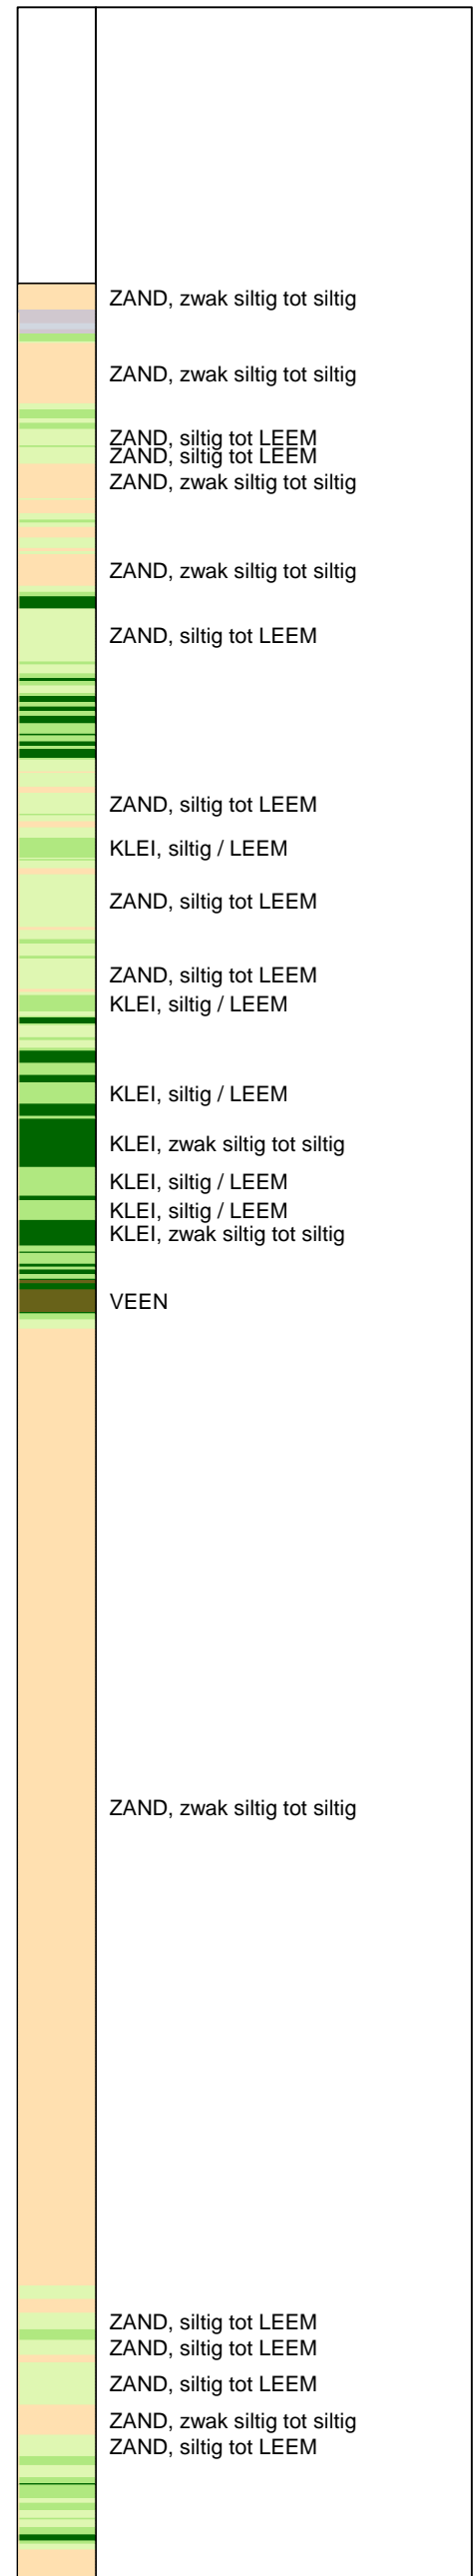 ZAND, zwak siltig tot siltig
ZAND, zwak siltig tot siltig
ZAND, siltig tot LEEM
ZAND, siltig tot LEEM
ZAND, zwak siltig tot siltig
ZAND, zwak siltig tot siltig
ZAND, siltig tot LEEM
ZAND, siltig tot LEEM
KLEI, siltig / LEEM
ZAND, siltig tot LEEM
ZAND, siltig tot LEEM
KLEI, siltig / LEEM
KLEI, siltig / LEEM
KLEI, zwak siltig tot siltig
KLEI, siltig / LEEM
KLEI, siltig / LEEM
KLEI, zwak siltig tot siltig
VEEN
ZAND, zwak siltig tot siltig
ZAND, siltig tot LEEM
ZAND, siltig tot LEEM
ZAND, siltig tot LEEM
ZAND, zwak siltig tot siltig
ZAND, siltig tot LEEM